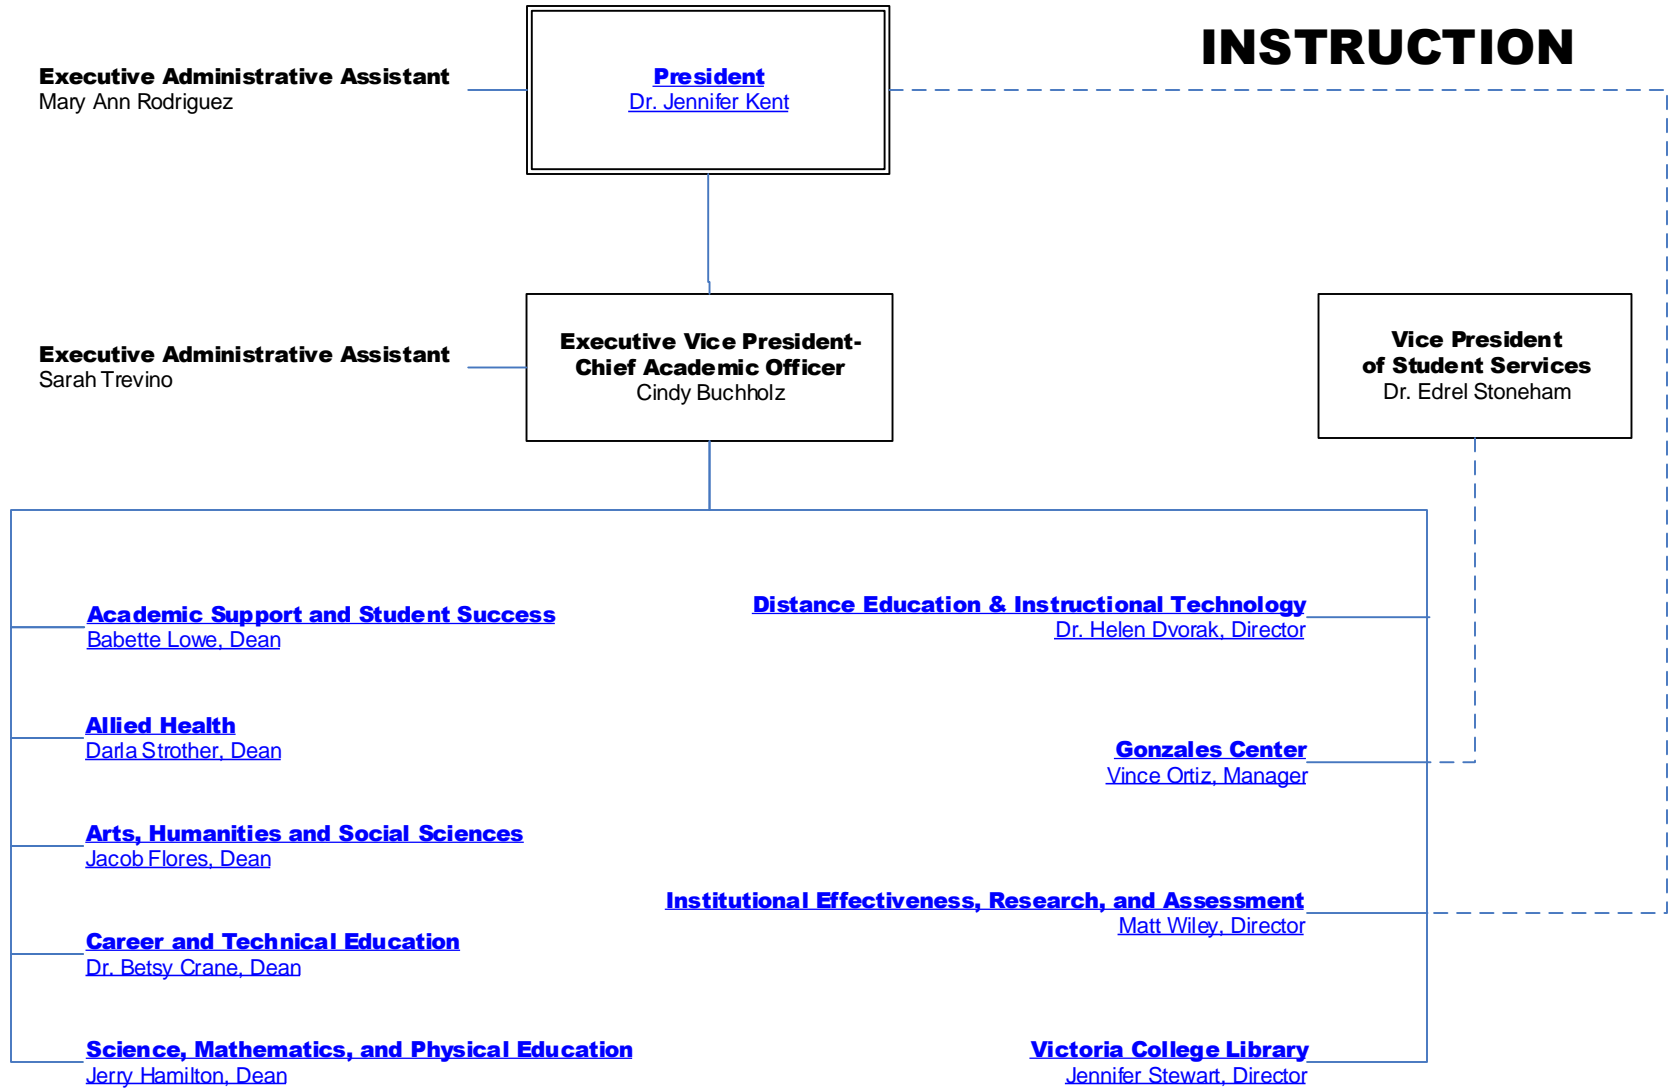 INSTRUCTION
Executive Administrative Assistant
Mary Ann Rodriguez
President
Dr. Jennifer Kent
Executive Administrative Assistant
Sarah Trevino
Executive Vice President-
Chief Academic Officer
Cindy Buchholz
Vice President
of Student Services
Dr. Edrel Stoneham
Academic Support and Student Success
Babette Lowe, Dean
Distance Education & Instructional Technology
Dr. Helen Dvorak, Director
Allied Health
Darla Strother, Dean
Gonzales Center
Vince Ortiz, Manager
Arts, Humanities and Social Sciences
Jacob Flores, Dean
Institutional Effectiveness, Research, and Assessment
Matt Wiley, Director
Career and Technical Education
Dr. Betsy Crane, Dean
Science, Mathematics, and Physical Education
Jerry Hamilton, Dean
Victoria College Library
Jennifer Stewart, Director